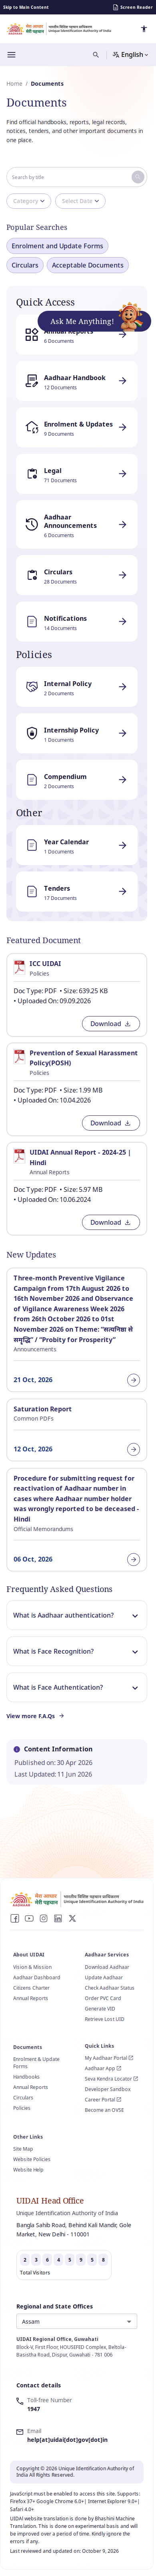 Skip to Main Content
Screen Reader
मेरा आधार
मेरी पहचान
भारतीय विशिष्ट पहचान प्राधिकरण
Unique Identification Authority of India
English
Home / Documents
Documents
Find official handbooks, reports, legal records,
notices, tenders, and other important documents in
one place.
Search by title
Category
Select Date
Popular Searches
Enrolment and Update Forms
Circulars
Acceptable Documents
Quick Access
Ask Me Anything!
Annual Reports
6 Documents
Aadhaar Handbook
12 Documents
Enrolment & Updates
9 Documents
Legal
71 Documents
Aadhaar
Announcements
6 Documents
Circulars
28 Documents
Notifications
14 Documents
Policies
Internal Policy
2 Documents
Internship Policy
1 Documents
Compendium
2 Documents
Other
Year Calendar
1 Documents
Tenders
17 Documents
Featured Document
ICC UIDAI
Policies
Doc Type: PDF • Size: 639.25 KB
• Uploaded On: 09.09.2026
Download
Prevention of Sexual Harassment
Policy(POSH)
Policies
Doc Type: PDF • Size: 1.99 MB
• Uploaded On: 10.04.2026
Download
UIDAI Annual Report - 2024-25 |
Hindi
Annual Reports
Doc Type: PDF • Size: 5.97 MB
• Uploaded On: 10.06.2024
Download
New Updates
Three-month Preventive Vigilance
Campaign from 17th August 2026 to
16th November 2026 and Observance
of Vigilance Awareness Week 2026
from 26th October 2026 to 01st
November 2026 on Theme: “सत्यनिष्ठा से
समृद्धि” / “Probity for Prosperity”
Announcements
21 Oct, 2026
Saturation Report
Common PDFs
12 Oct, 2026
Procedure for submitting request for
reactivation of Aadhaar number in
cases where Aadhaar number holder
was wrongly reported to be deceased -
Hindi
Official Memorandums
06 Oct, 2026
Frequently Asked Questions
What is Aadhaar authentication?
What is Face Recognition?
What is Face Authentication?
View more F.A.Qs
Content Information
Published on: 30 Apr 2026
Last Updated: 11 Jun 2026
मेरा आधार
मेरी पहचान
भारतीय विशिष्ट पहचान प्राधिकरण
Unique Identification Authority of India
About UIDAI
Vision & Mission
Aadhaar Dashboard
Citizens Charter
Annual Reports
Aadhaar Services
Download Aadhaar
Update Aadhaar
Check Aadhaar Status
Order PVC Card
Generate VID
Retrieve Lost UID
Documents
Enrolment & Update
Forms
Handbooks
Annual Reports
Circulars
Policies
Quick Links
My Aadhaar Portal
Aadhaar App
Seva Kendra Locator
Developer Sandbox
Career Portal
Become an OVSE
Other Links
Site Map
Website Policies
Website Help
UIDAI Head Office
Unique Identification Authority of India
Bangla Sahib Road, Behind Kali Mandir, Gole
Market, New Delhi - 110001
2 3 6 4 5 9 5 8
Total Visitors
Regional and State Offices
Assam
UIDAI Regional Office, Guwahati
Block-V, First Floor, HOUSEFED Complex, Beltola-
Basistha Road, Dispur, Guwahati - 781 006
Contact details
Toll-free Number
1947
Email
help[at]uidai[dot]gov[dot]in
Copyright © 2026 Unique Identification Authority of
India All Rights Reserved.
JavaScript must be enabled to access this site. Supports:
Firefox 37+ Google Chrome 6.0+| Internet Explorer 9.0+|
Safari 4.0+
UIDAI website translation is done by Bhashini Machine
Translation. This is done on experimental basis and will
be improved over a period of time. Kindly ignore the
errors if any.
Last reviewed and updated on: October 9, 2026